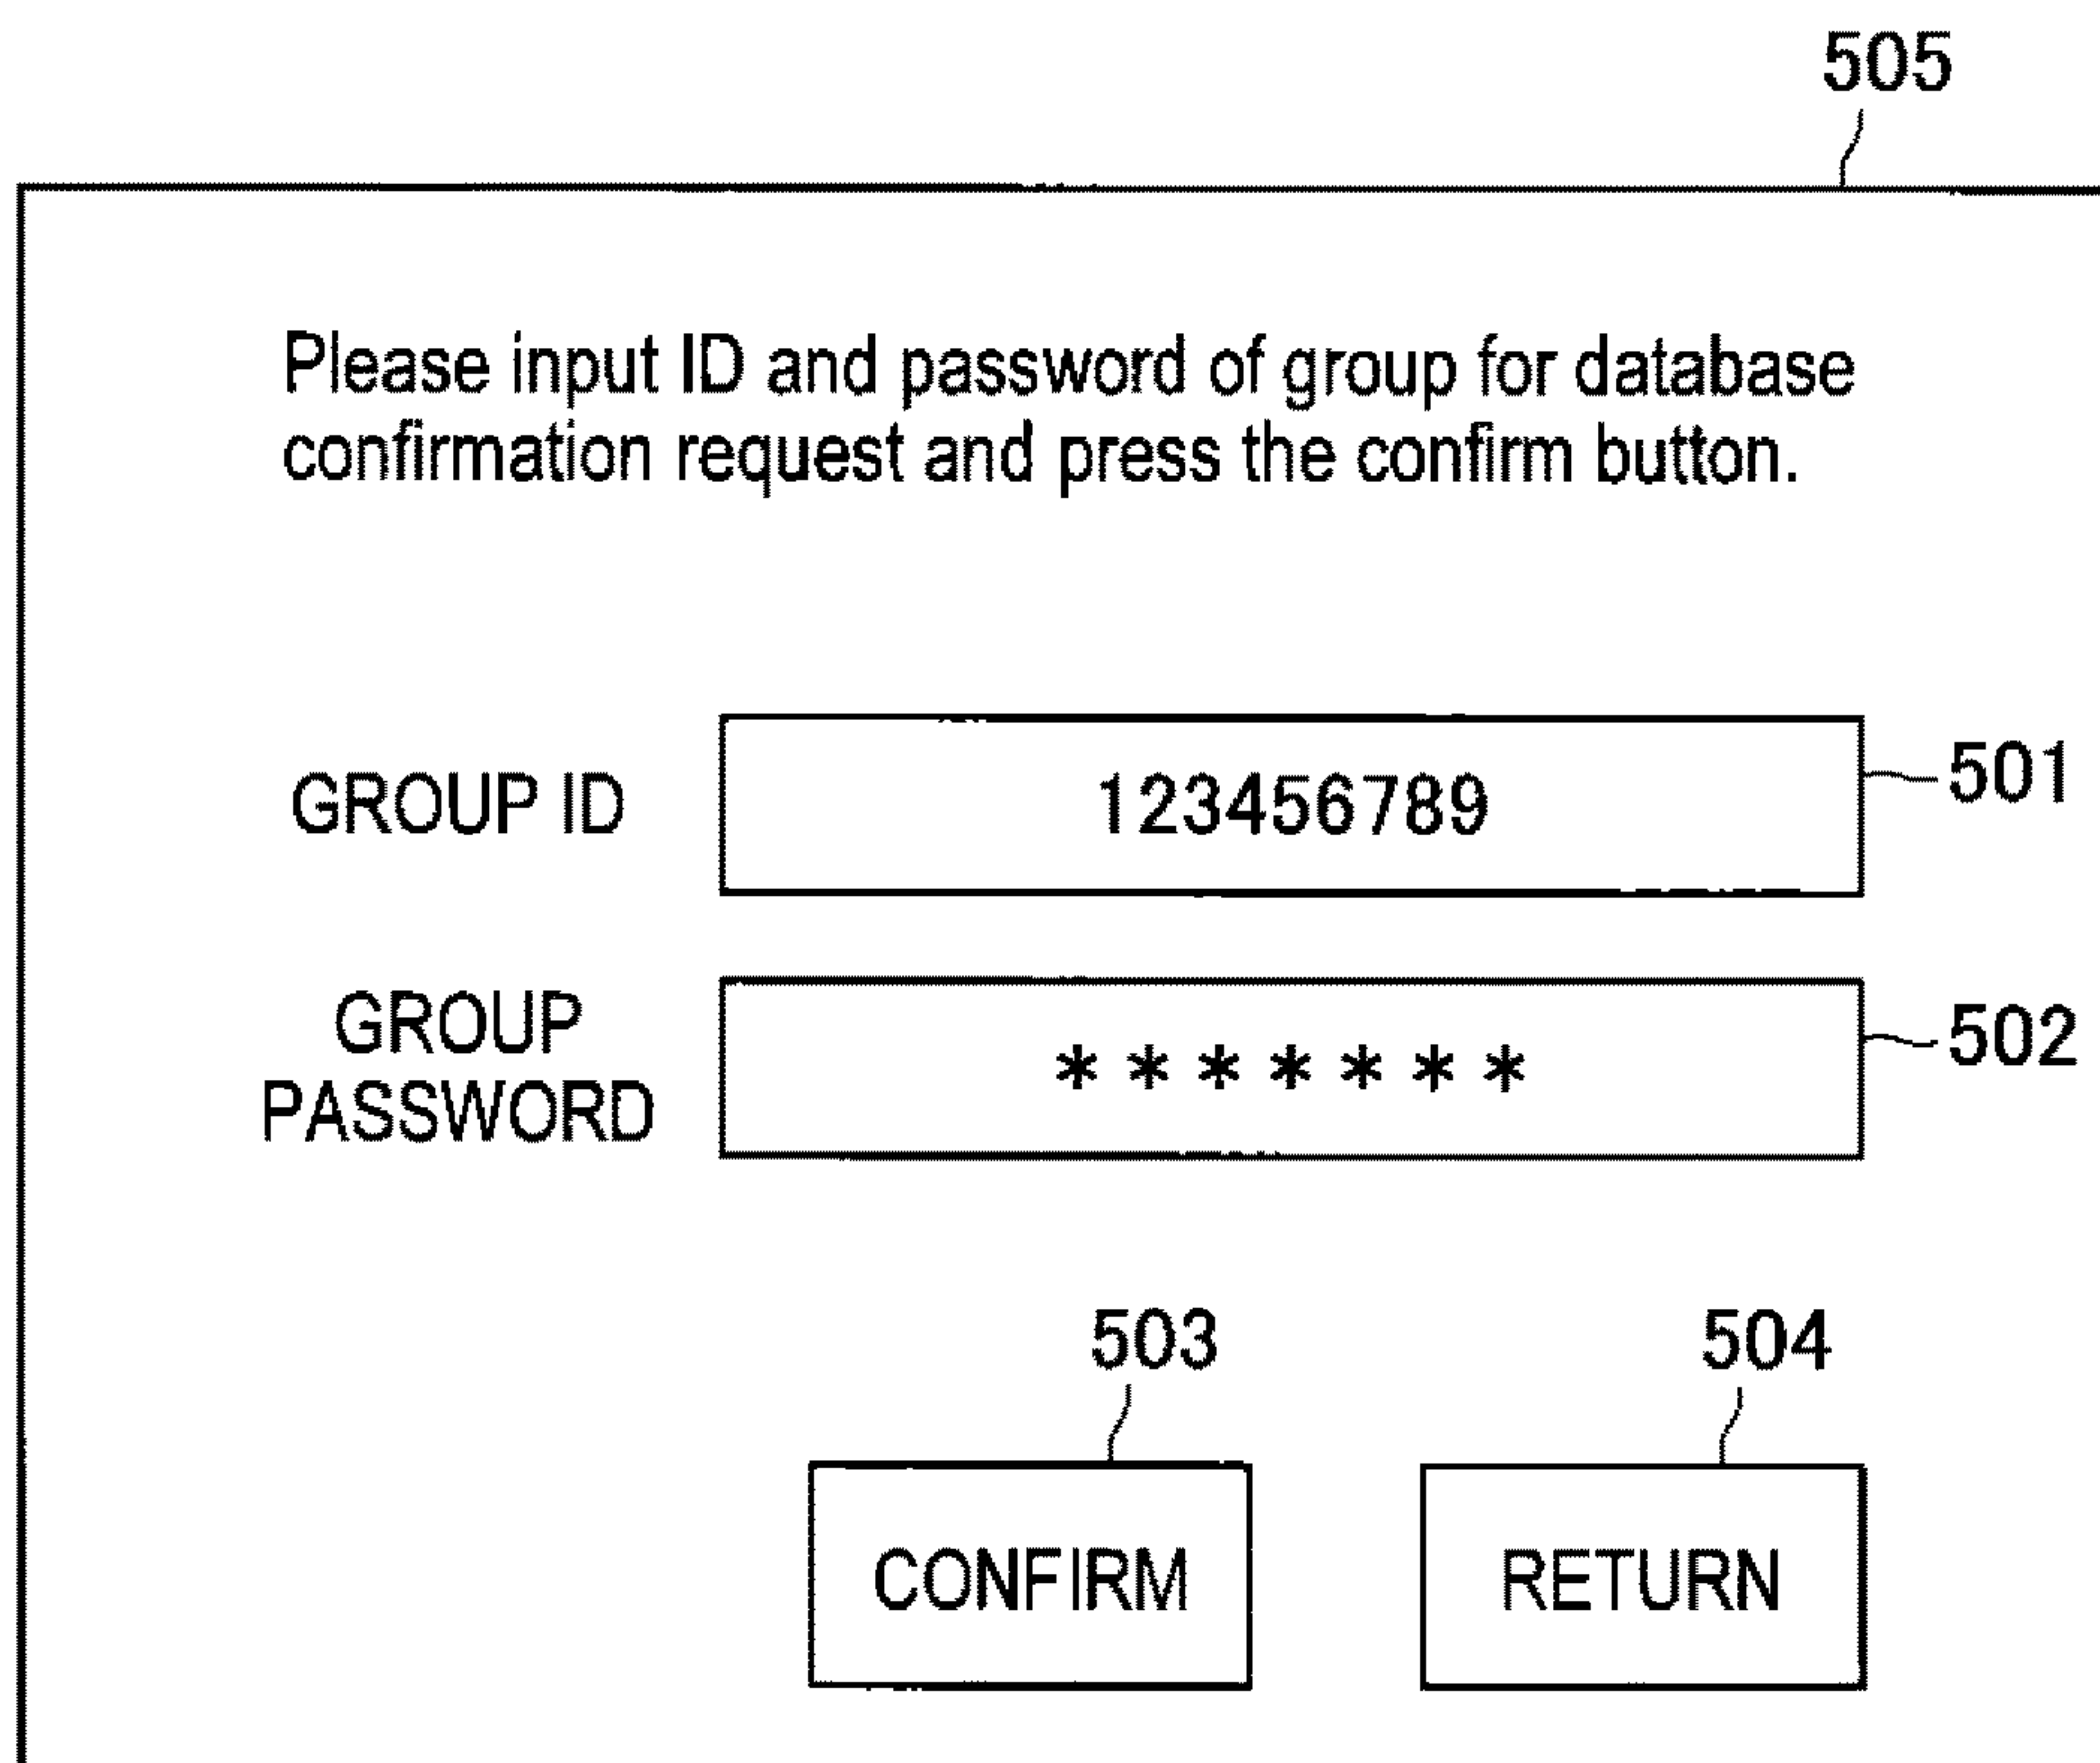 505
Please input ID and password of group for database
confirmation request and press the confirm button.
GROUP ID
123456789
501
GROUP
PASSWORD
*******
502
503
504
CONFIRM
RETURN